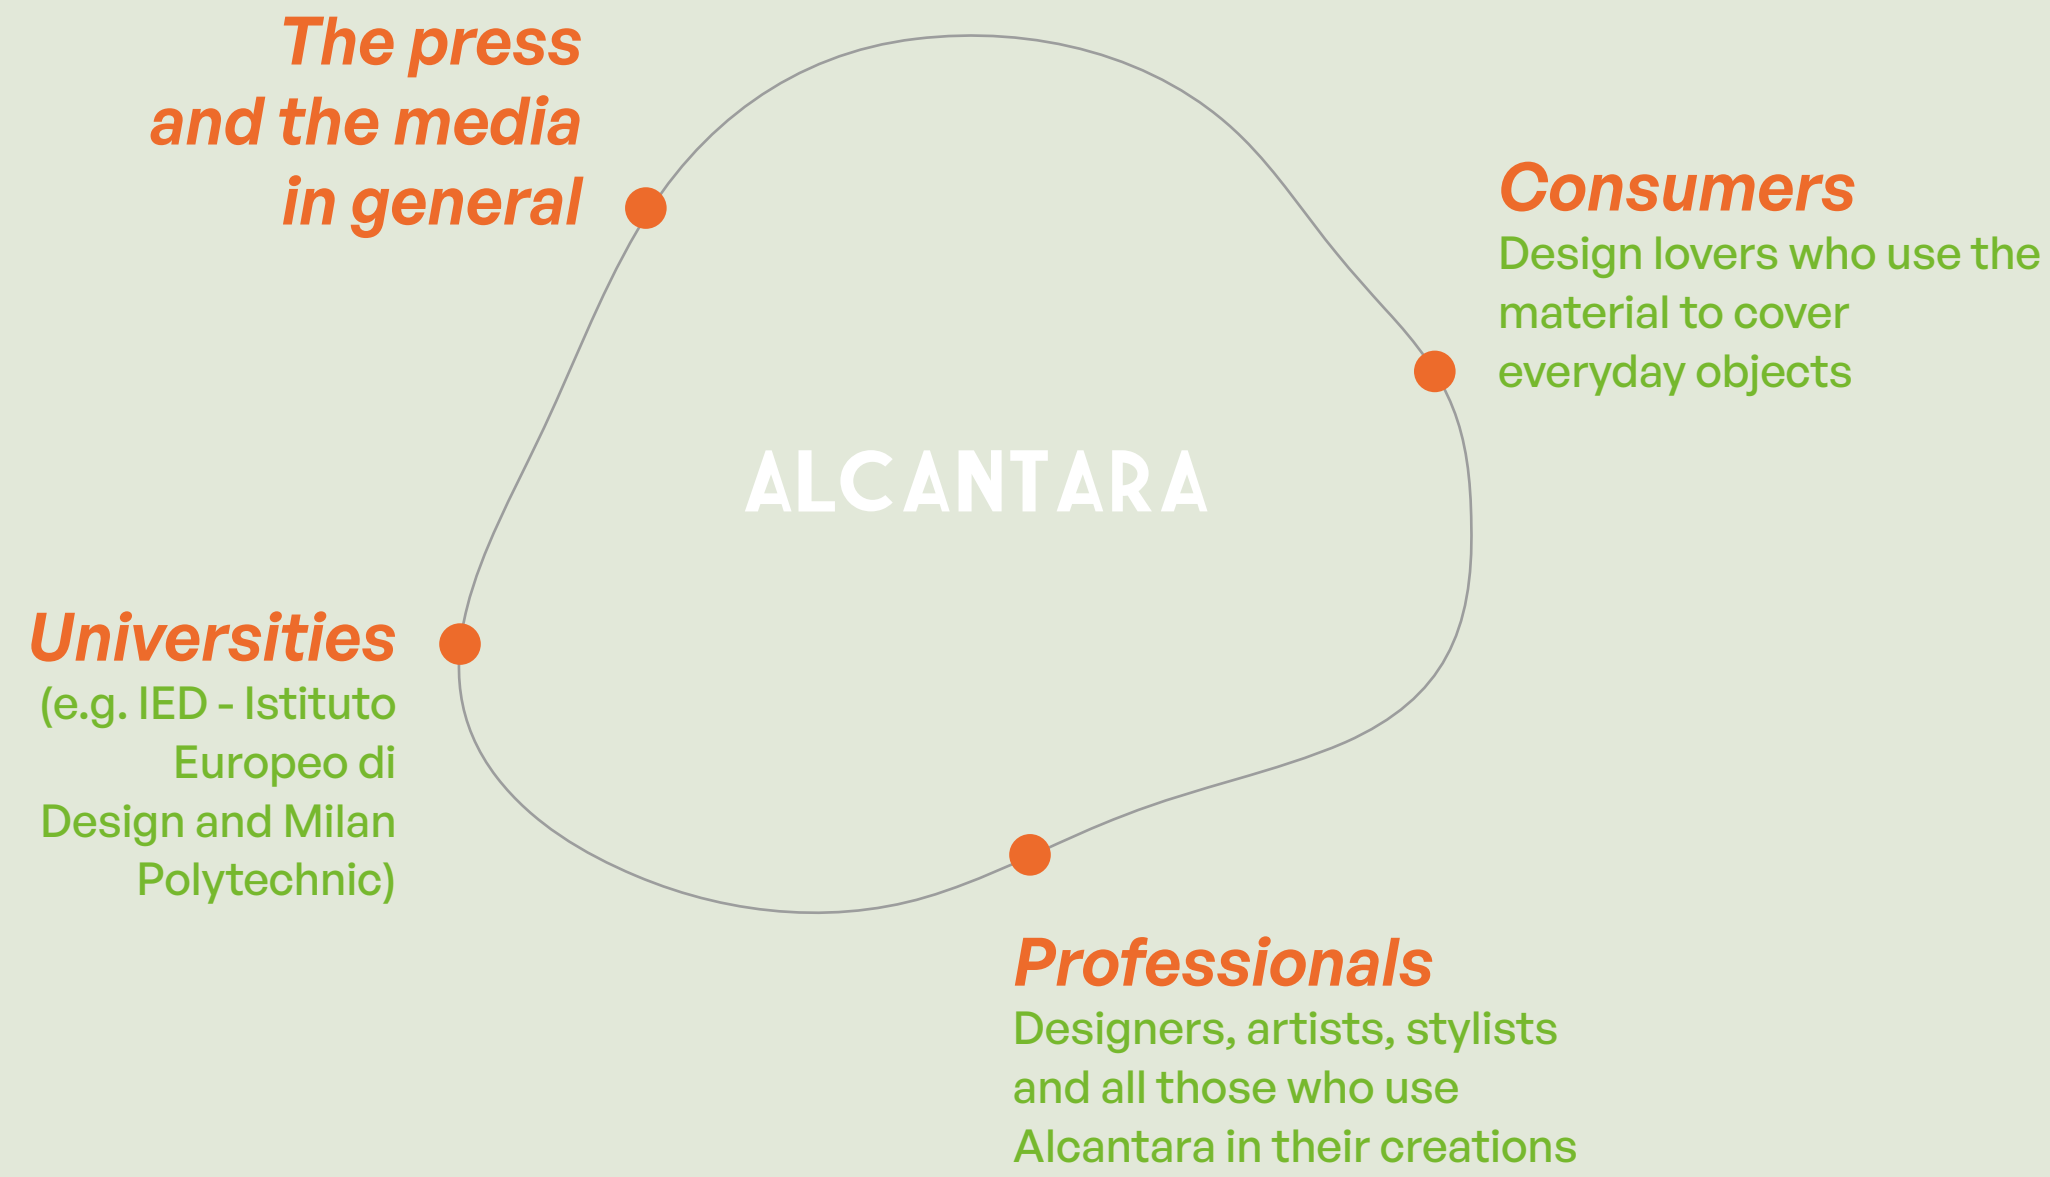 The press
and the media
in general
Consumers
Design lovers who use the
material to cover
everyday objects
ALCANTARA
Universities
(e.g. IED - Istituto
Europeo di
Design and Milan
Polytechnic)
Professionals
Designers, artists, stylists
and all those who use
Alcantara in their creations